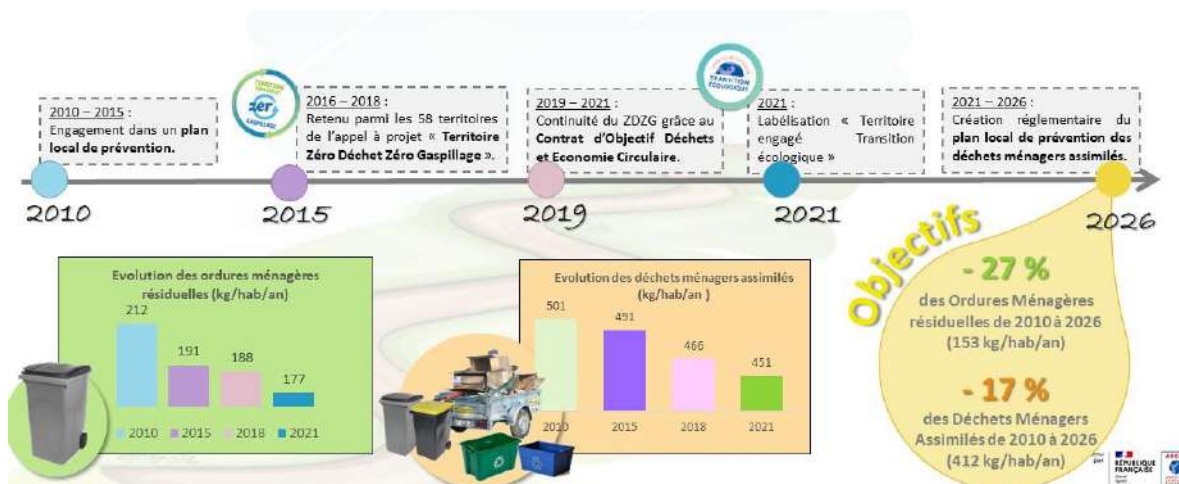 2010 – 2015 :
Engagement dans un plan
local de prévention.
ZER
GASPILLAGE
2016 – 2018 :
Retenu parmi les 58 territoires
de l'appel à projet « Territoire
Zéro Déchet Zéro Gaspillage ».
2019 – 2021 :
Continuité du ZDZG grâce au
Contrat d'Objectif Déchets
et Economie Circulaire.
TRANSITION
ÉCOLOGIQUE
2021 :
Labélisation « Territoire
engagé Transition
écologique »
2021 – 2026 :
Création réglementaire du
plan local de prévention des
déchets ménagers assimilés.
2010
2015
2019
2021
2026
Evolution des ordures ménagères
résiduelles (kg/hab/an)
212
191
188
177
2010 2015 2018 2021
Evolution des déchets ménagers assimilés
(kg/hab/an )
501
491
466
451
2010 2015 2018 2021
Objectifs
- 27 %
des Ordures Ménagères
résiduelles de 2010 à 2026
(153 kg/hab/an)
- 17 %
des Déchets Ménagers
Assimilés de 2010 à 2026
(412 kg/hab/an)
par
RÉPUBLIQUE
FRANÇAISE